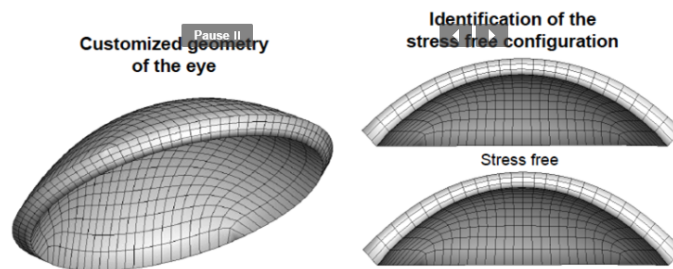 Customized geometry
of the eye
Pause II
Identification of the
stress free configuration
Stress free